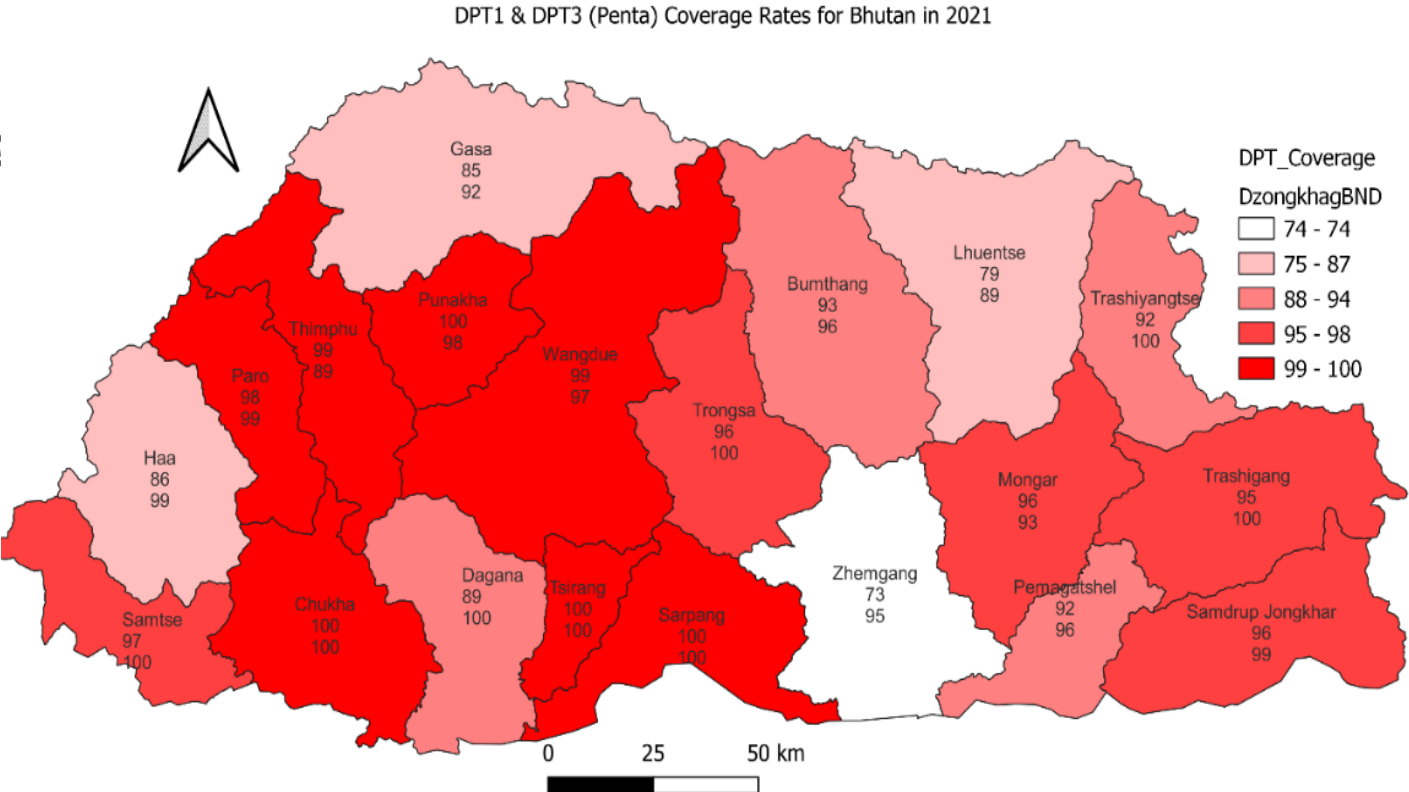 DPT1 & DPT3 (Penta) Coverage Rates for Bhutan in 2021
Gasa
85
92
DPT_Coverage
DzongkhagBND
74 - 74
75 - 87
88 - 94
95 - 98
99 - 100
Lhuentse
79
89
Bumthang
93
96
Trashiyangtse
92
100
Punakha
100
98
Thimphu
99
89
Wangdue
99
97
Paro
98
99
Trongsa
96
100
Haa
86
99
Mongar
96
93
Trashigang
95
100
Zhemgang
73
95
Dagana
89
100
Tsirang
100
100
Pemagatshel
92
96
Chukha
100
100
Samtse
97
100
Sarpang
100
100
Samdrup Jongkhar
96
99
0 25 50 km